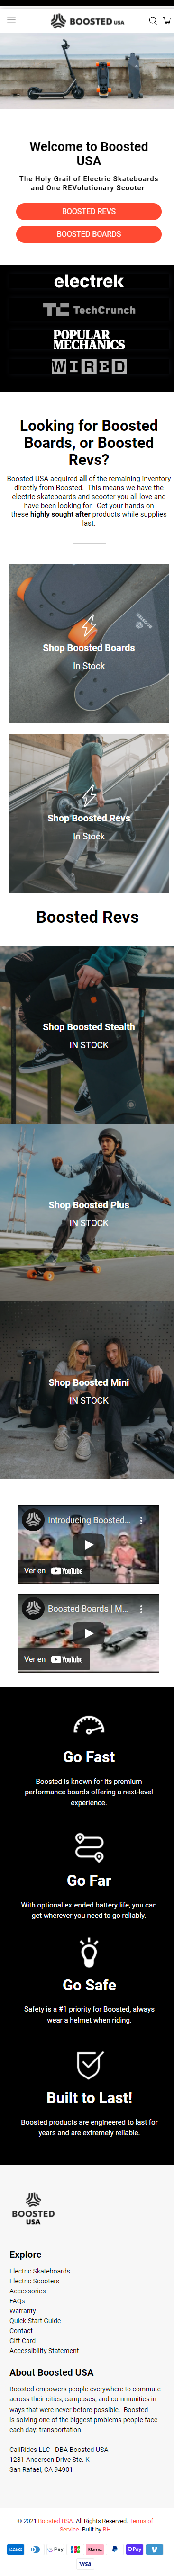 BOOSTED USA
Welcome to Boosted
USA
The Holy Grail of Electric Skateboards
and One REVolutionary Scooter
BOOSTED REVS
BOOSTED BOARDS
electrek
TC TechCrunch
POPULAR
MECHANICS
WIRED
Looking for Boosted
Boards, or Boosted
Revs?
Boosted USA acquired all of the remaining inventory
directly from Boosted. This means we have the
electric skateboards and scooter you all love and
have been looking for. Get your hands on
these highly sought after products while supplies
last.
Shop Boosted Boards
In Stock
Shop Boosted Revs
In Stock
Boosted Revs
Shop Boosted Stealth
IN STOCK
Shop Boosted Plus
IN STOCK
Shop Boosted Mini
IN STOCK
Introducing Boosted...
Ver en YouTube
Boosted Boards | M...
Ver en YouTube
Go Fast
Boosted is known for its premium
performance boards offering a next-level
experience.
Go Far
With optional extended battery life, you can
get wherever you need to go reliably.
Go Safe
Safety is a #1 priority for Boosted, always
wear a helmet when riding.
Built to Last!
Boosted products are engineered to last for
years and are extremely reliable.
BOOSTED
USA
Explore
Electric Skateboards
Electric Scooters
Accessories
FAQs
Warranty
Quick Start Guide
Contact
Gift Card
Accessibility Statement
About Boosted USA
Boosted empowers people everywhere to commute
across their cities, campuses, and communities in
ways that were never before possible. Boosted
is solving one of the biggest problems people face
each day: transportation.
CaliRides LLC - DBA Boosted USA
1281 Andersen Drive Ste. K
San Rafael, CA 94901
© 2021 Boosted USA. All Rights Reserved. Terms of
Service. Built by BH
G Pay JCB Klarna. OPay
VISA